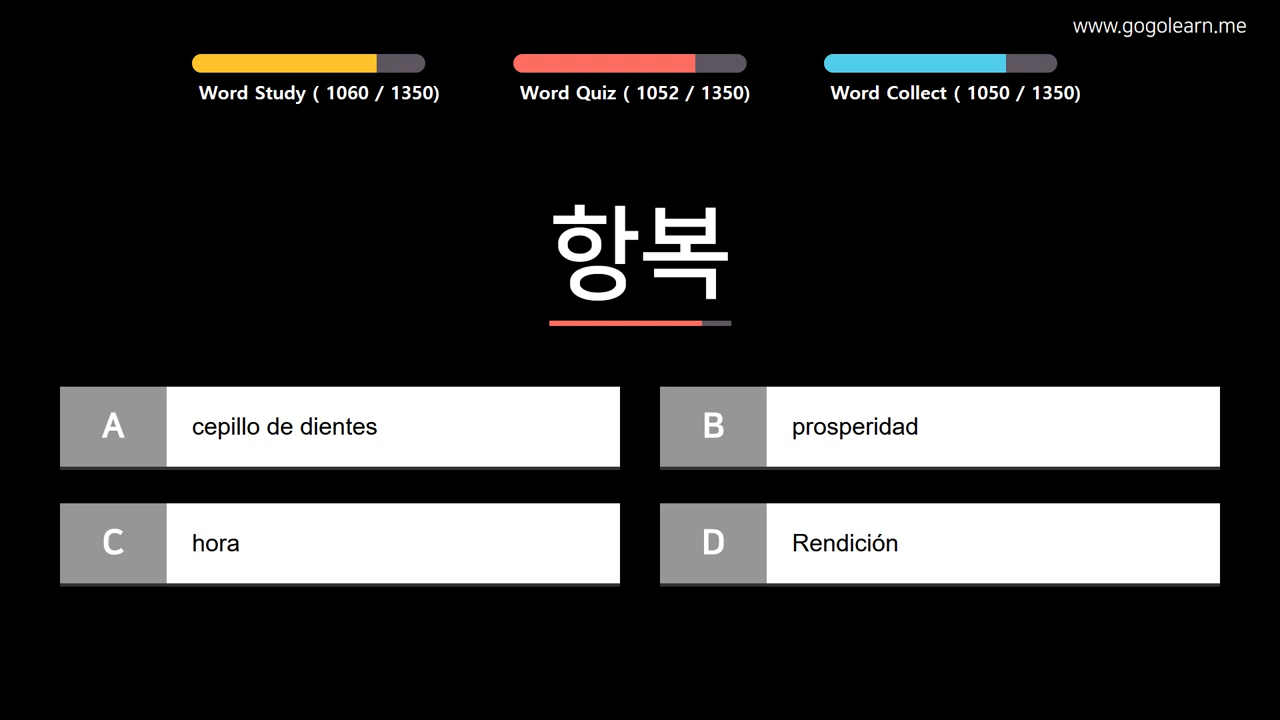 www.gogolearn.me
Word Study ( 1060 / 1350)
Word Quiz ( 1052 / 1350)
Word Collect ( 1050 / 1350)
항복
A cepillo de dientes
B prosperidad
C hora
D Rendición